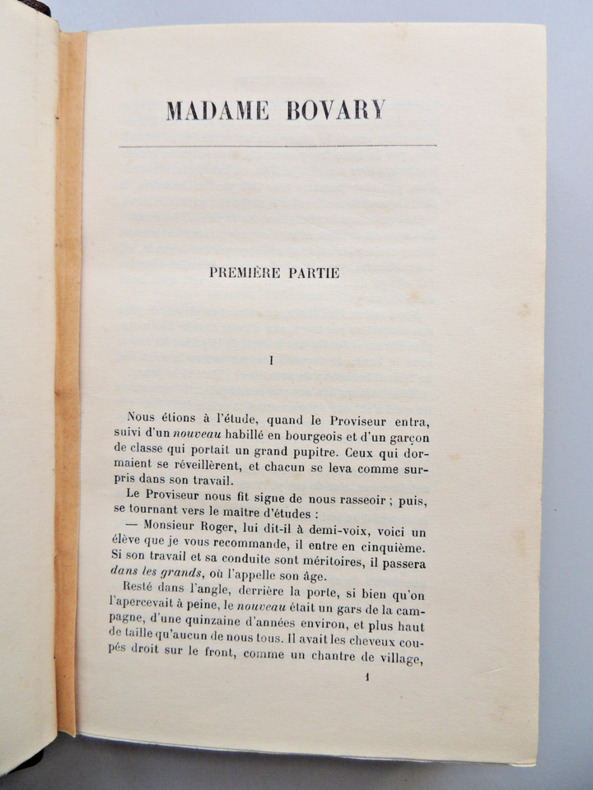 MADAME BOVARY
PREMIÈRE PARTIE
I
Nous étions à l'étude, quand le Proviseur entra,
suivi d'un nouveau habillé en bourgeois et d'un garçon
de classe qui portait un grand pupitre. Ceux qui dor-
maient se réveillèrent, et chacun se leva comme sur-
pris dans son travail.
Le Proviseur nous fit signe de nous rasseoir ; puis,
se tournant vers le maître d'études :
— Monsieur Roger, lui dit-il à demi-voix, voici un
élève que je vous recommande, il entre en cinquième.
Si son travail et sa conduite sont méritoires, il passera
dans les grands, où l'appelle son âge.
Resté dans l'angle, derrière la porte, si bien qu'on
l'apercevait à peine, le nouveau était un gars de la cam-
pagne, d'une quinzaine d'années environ, et plus haut
de taille qu'aucun de nous tous. Il avait les cheveux cou-
pés droit sur le front, comme un chantre de village,
1